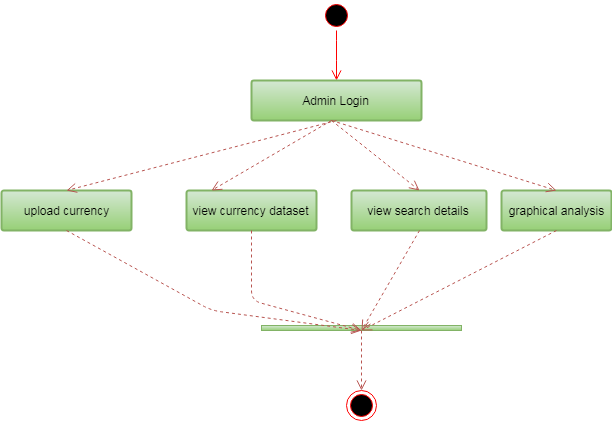 Admin Login
upload currency
view currency dataset
view search details
graphical analysis